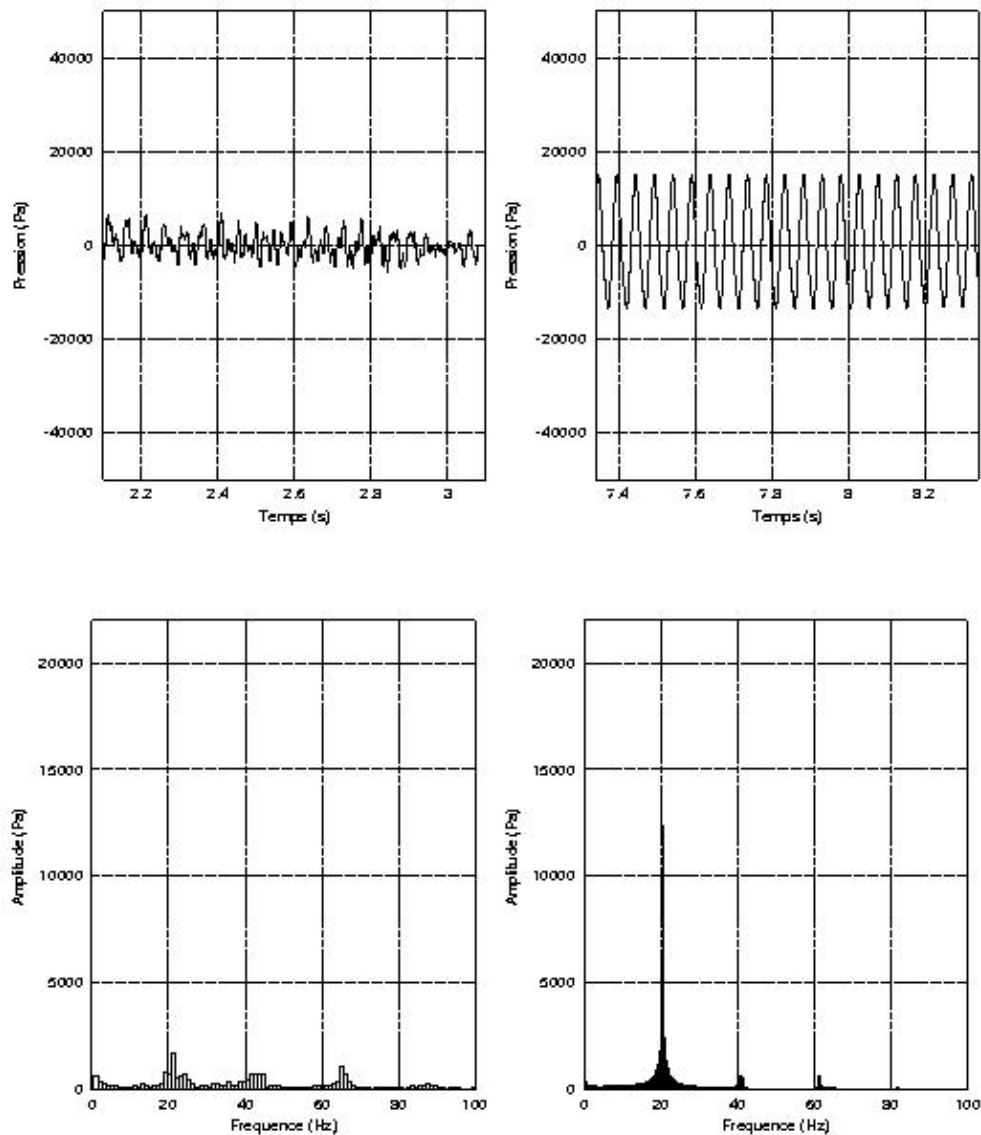 40000
20000
0
-20000
-40000
Pression (Pa)
2.2 2.4 2.6 2.8 3
Temps (s)
40000
20000
0
-20000
-40000
Pression (Pa)
7.4 7.6 7.8 8 8.2
Temps (s)
20000
15000
10000
5000
0
Amplitude (Pa)
0 20 40 60 80 100
Frequence (Hz)
20000
15000
10000
5000
0
Amplitude (Pa)
0 20 40 60 80 100
Frequence (Hz)